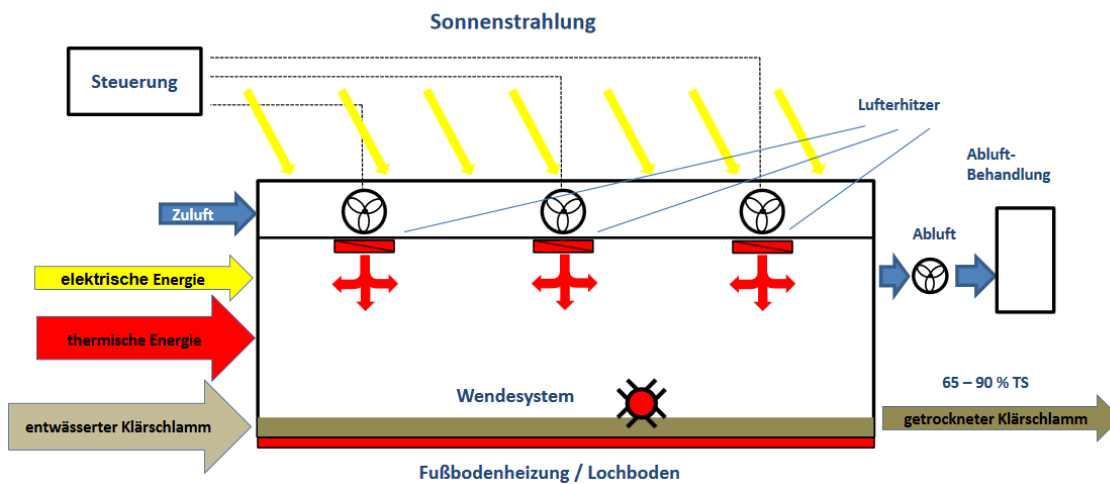 Sonnenstrahlung
Steuerung
Lufterhitzer
Abluft-
Behandlung
Zuluft
Abluft
elektrische Energie
thermische Energie
Wendesystem
65 – 90 % TS
entwässerter Klärschlamm
getrockneter Klärschlamm
Fußbodenheizung / Lochboden